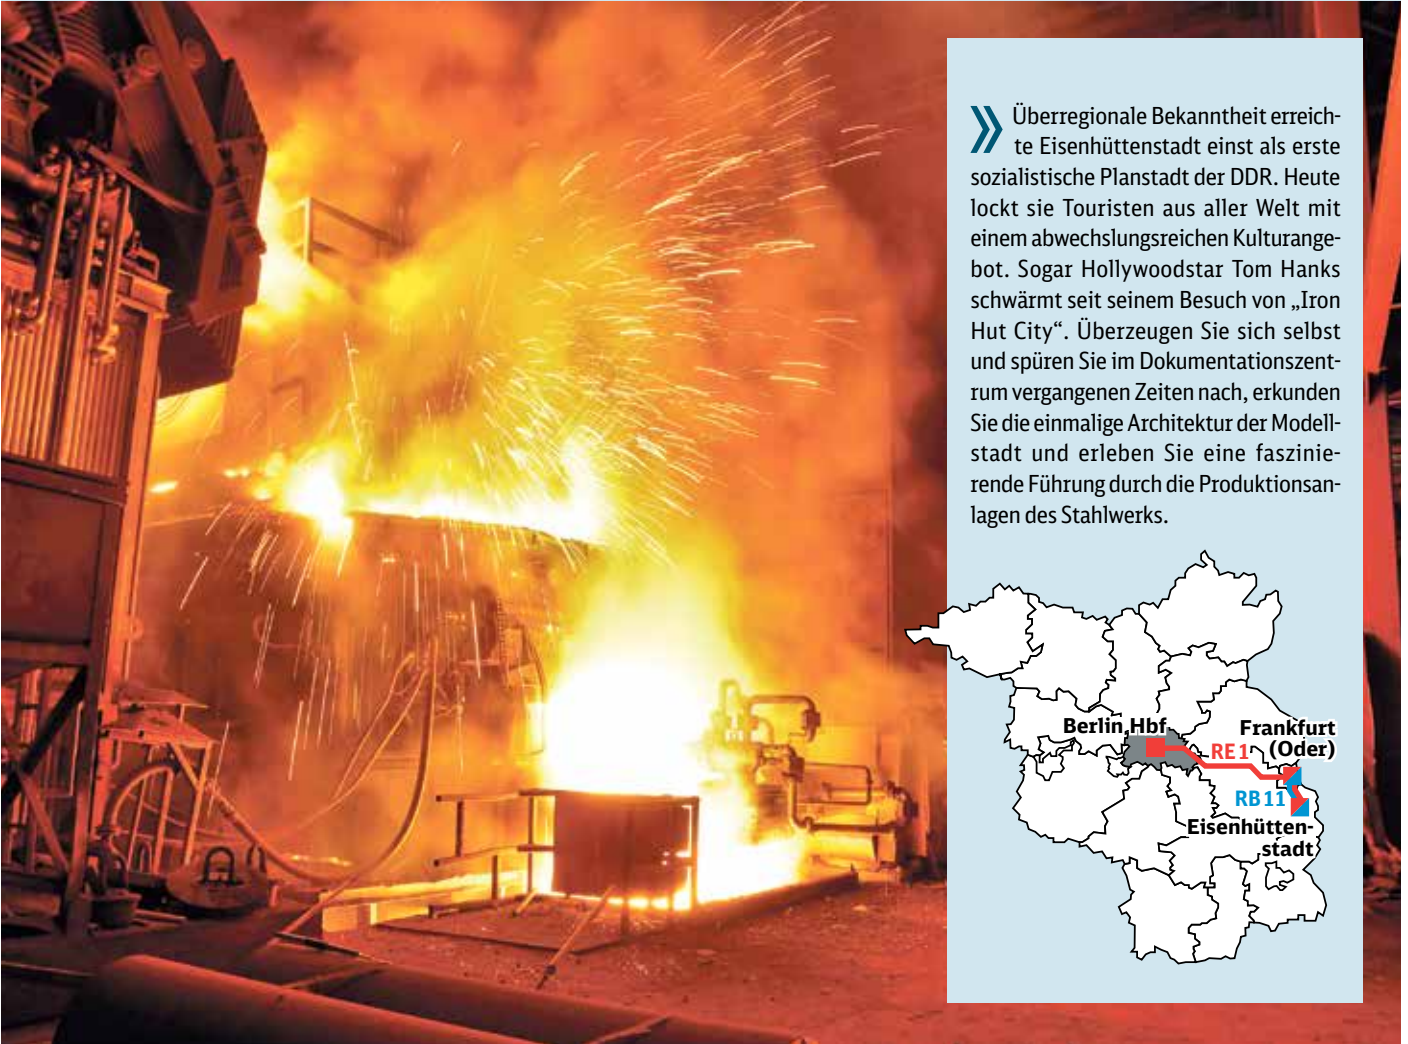 Überregionale Bekanntheit erreich-
te Eisenhüttenstadt einst als erste
sozialistische Planstadt der DDR. Heute
lockt sie Touristen aus aller Welt mit
einem abwechslungsreichen Kulturange-
bot. Sogar Hollywoodstar Tom Hanks
schwärmt seit seinem Besuch von „Iron
Hut City“. Überzeugen Sie sich selbst
und spüren Sie im Dokumentationszent-
rum vergangenen Zeiten nach, erkunden
Sie die einmalige Architektur der Modell-
stadt und erleben Sie eine faszinie-
rende Führung durch die Produktionsan-
lagen des Stahlwerks.
Berlin Hbf
Frankfurt
(Oder)
RE 1
RB 11
Eisenhütten-
stadt